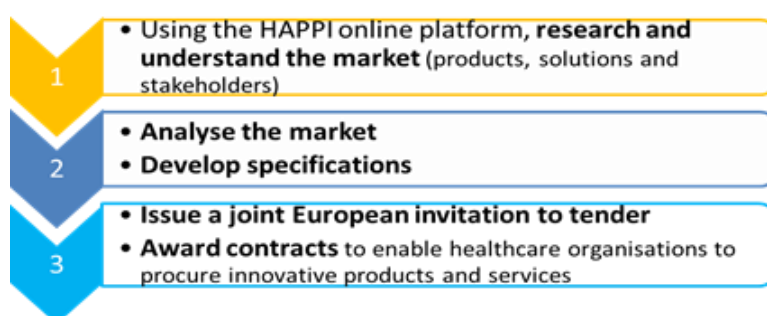 1
• Using the HAPPI online platform, research and
understand the market (products, solutions and
stakeholders)
2
• Analyse the market
• Develop specifications
3
• Issue a joint European invitation to tender
• Award contracts to enable healthcare organisations to
procure innovative products and services